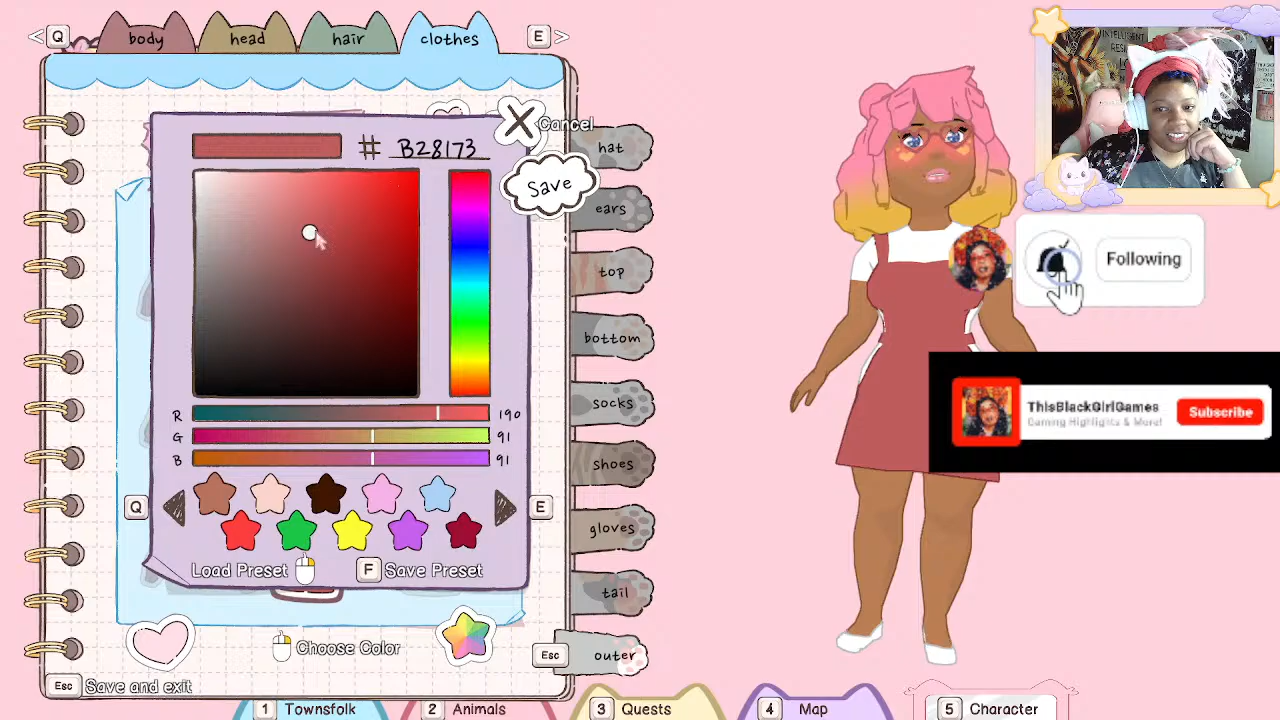 < Q body head hair clothes E >
Cancel
# B28173
Save
hat
ears
top
bottom
socks
shoes
gloves
tail
outer
R 190
G 91
B 91
Q E
Load Preset F Save Preset
Choose Color
Esc
Esc Save and exit
1 Townsfolk 2 Animals 3 Quests 4 Map 5 Character
INTELLIGENT
Following
ThisBlackGirlGames
Gaming Highlights & More!
Subscribe